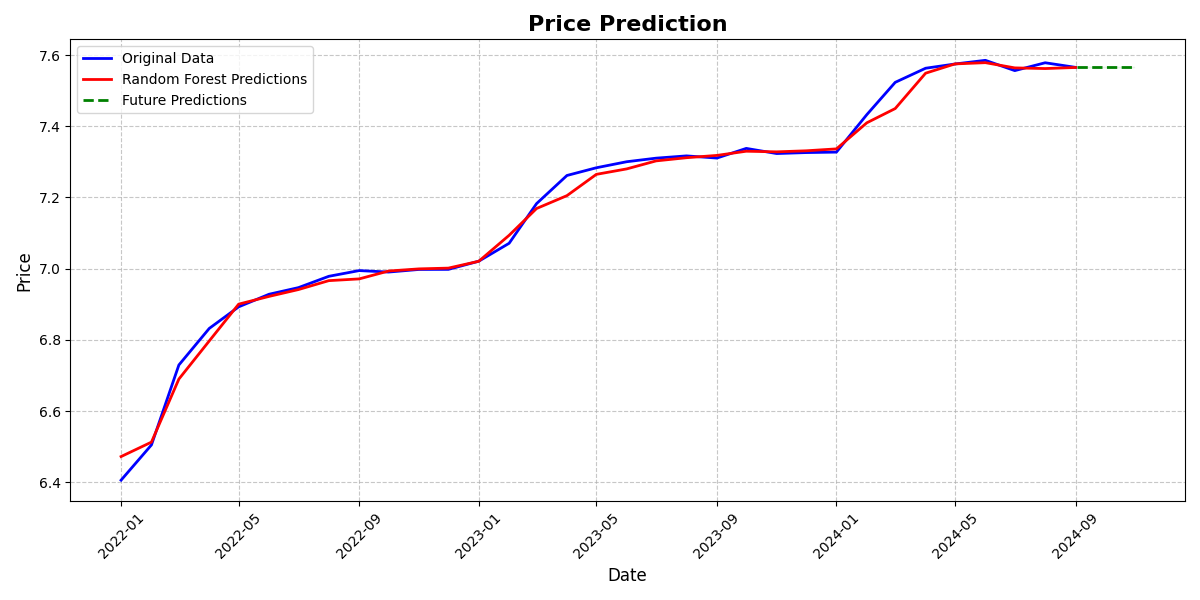 Price Prediction
Original Data
Random Forest Predictions
Future Predictions
Price
7.6
7.4
7.2
7.0
6.8
6.6
6.4
2022-01
2022-05
2022-09
2023-01
2023-05
2023-09
2024-01
2024-05
2024-09
Date